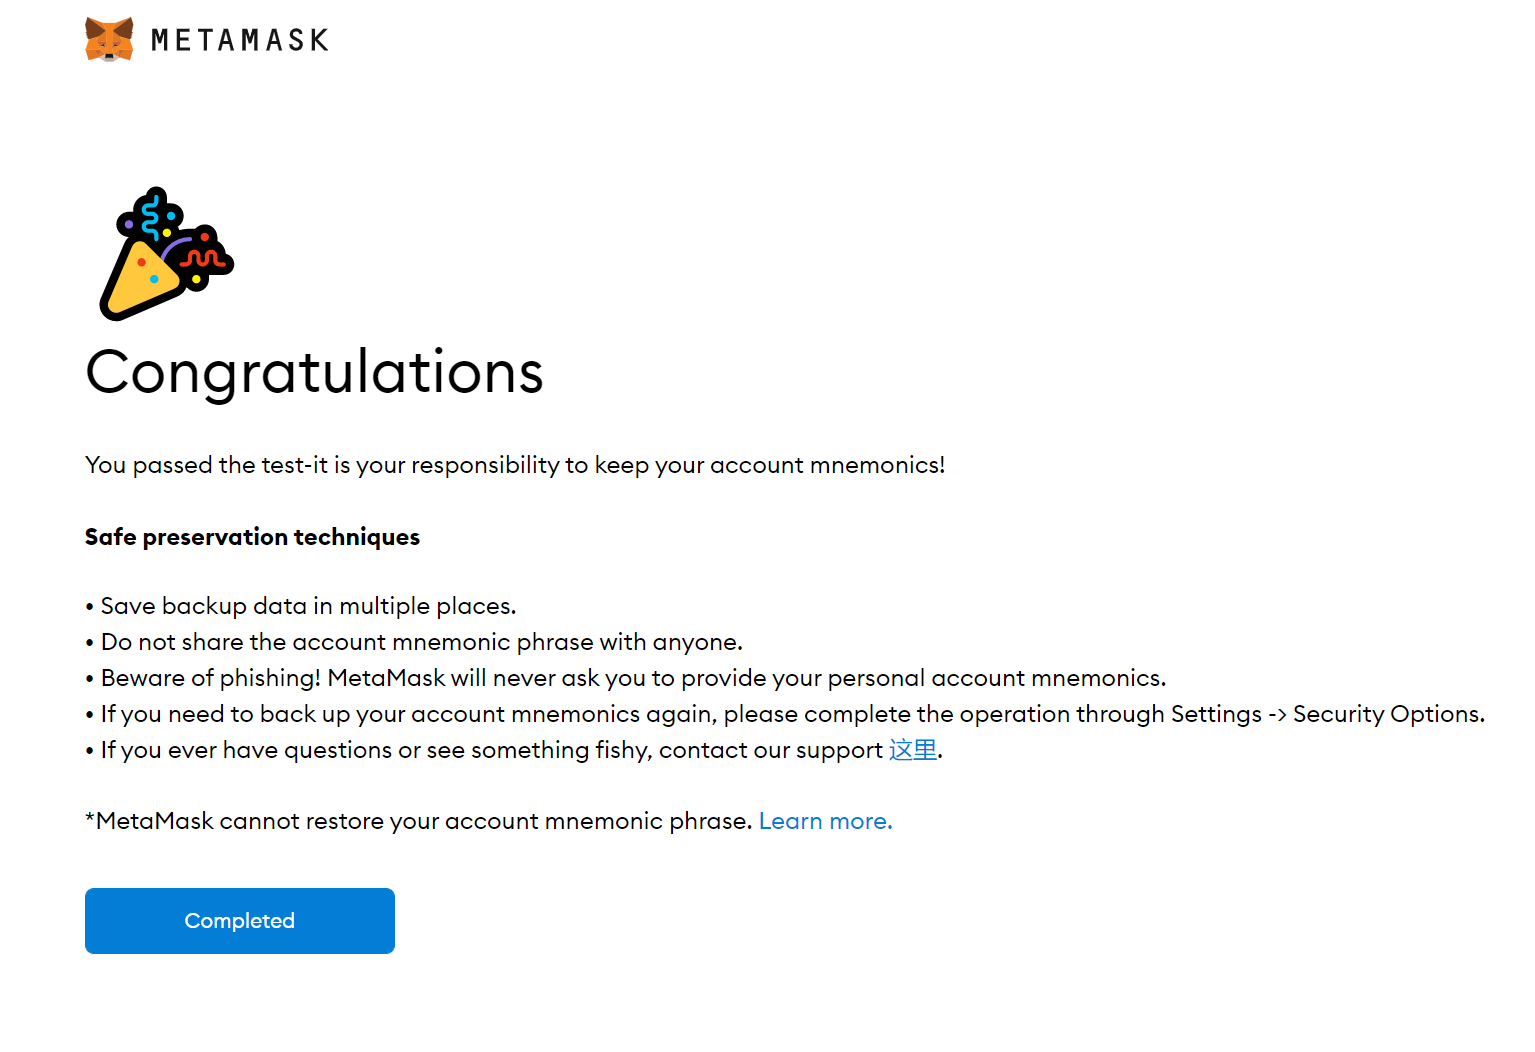 METAMASK
Congratulations
You passed the test-it is your responsibility to keep your account mnemonics!
Safe preservation techniques
• Save backup data in multiple places.
• Do not share the account mnemonic phrase with anyone.
• Beware of phishing! MetaMask will never ask you to provide your personal account mnemonics.
• If you need to back up your account mnemonics again, please complete the operation through Settings -> Security Options.
• If you ever have questions or see something fishy, contact our support 这里.
*MetaMask cannot restore your account mnemonic phrase. Learn more.
Completed